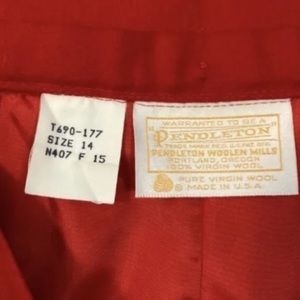 T690-177
SIZE 14
N407 F 15
WARRANTED TO BE A
"PENDLETON"
TRADE MARK REG. U.S. PAT. OFF.
PENDLETON WOOLEN MILLS
PORTLAND, OREGON
100% VIRGIN WOOL
PURE VIRGIN WOOL
MADE IN U.S.A.